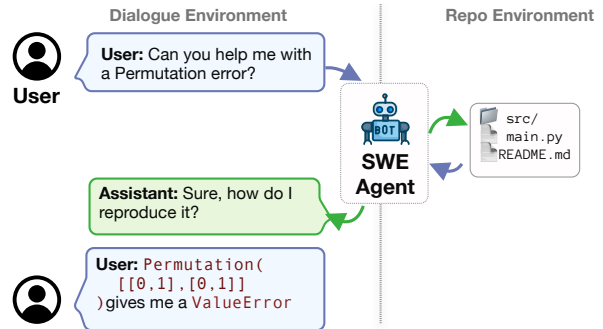 Dialogue Environment
Repo Environment
User: Can you help me with
a Permutation error?
User
BOT
SWE
Agent
src/
main.py
README.md
Assistant: Sure, how do I
reproduce it?
User: Permutation(
[[0,1],[0,1]]
)gives me a ValueError